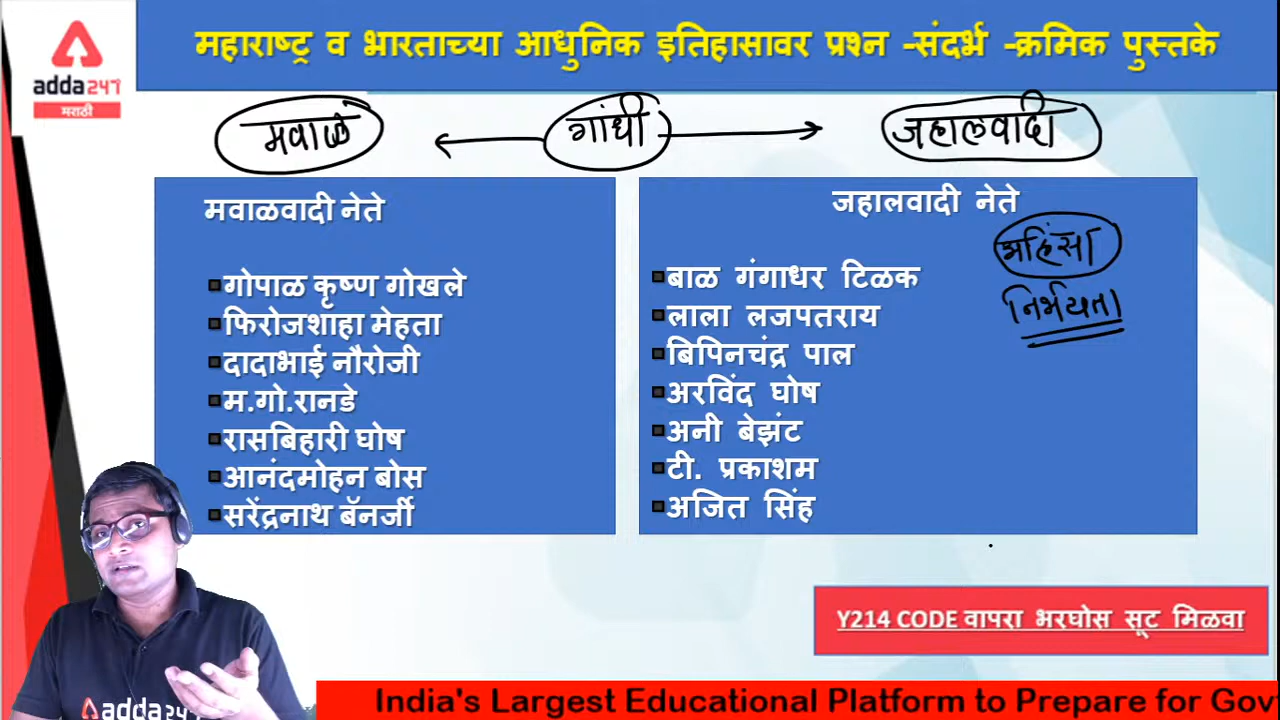 महाराष्ट्र व भारताच्या आधुनिक इतिहासावर प्रश्न -संदर्भ -क्रमिक पुस्तके
adda247
मराठी
मवाळ
गांधी
जहालवादी
मवाळवादी नेते
गोपाळ कृष्ण गोखले
फिरोजशाहा मेहता
दादाभाई नौरोजी
म.गो.रानडे
रासबिहारी घोष
आनंदमोहन बोस
सरेंद्रनाथ बॅनर्जी
जहालवादी नेते
अहिंसा
निर्भयता
बाळ गंगाधर टिळक
लाला लजपतराय
बिपिनचंद्र पाल
अरविंद घोष
अनी बेझंट
टी. प्रकाशम
अजित सिंह
Y214 CODE वापरा भरघोस सूट मिळवा
adda247
India's Largest Educational Platform to Prepare for Gov